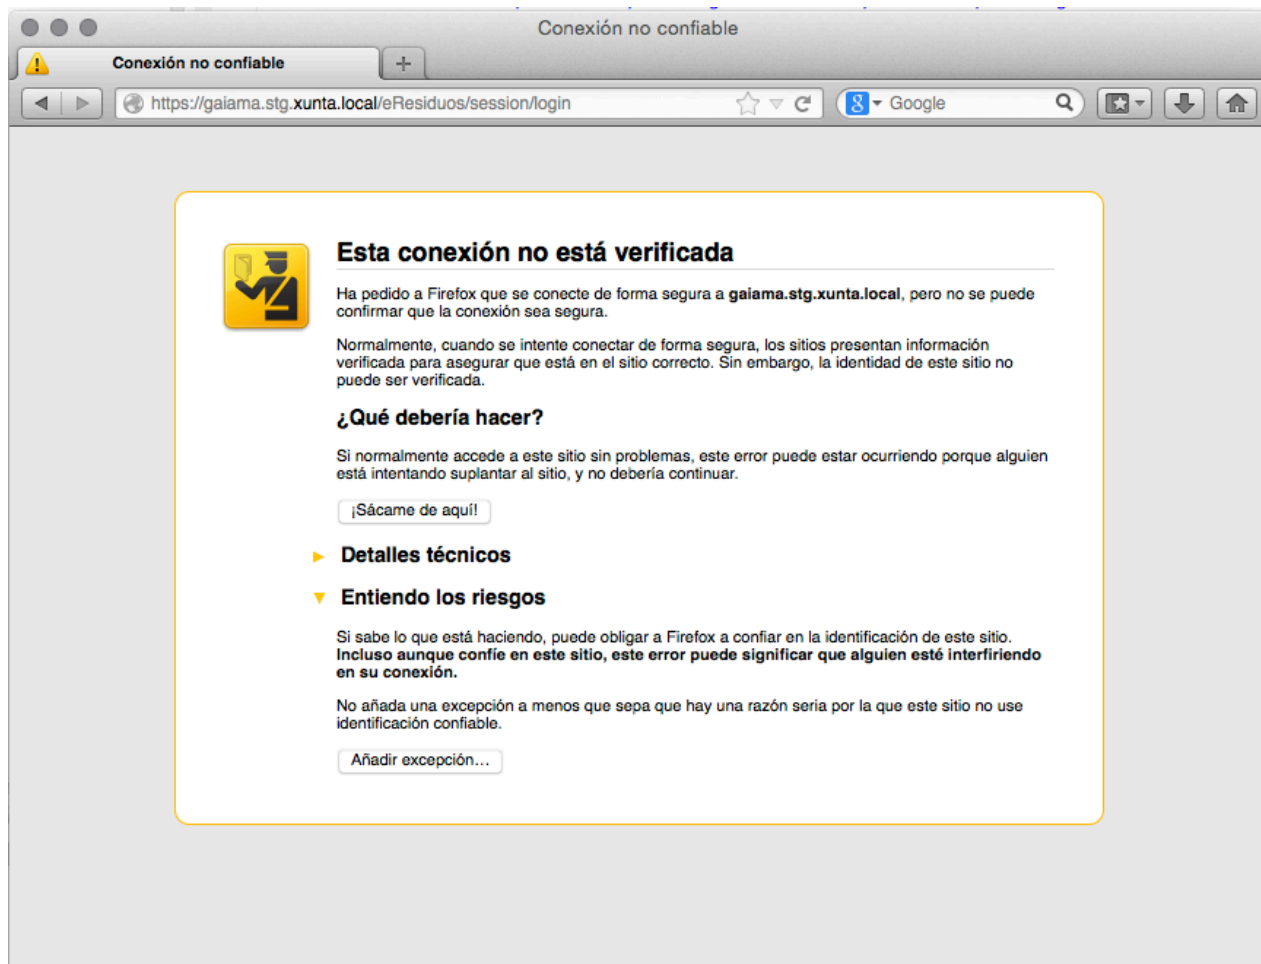 Conexión no confiable
Conexión no confiable
https://gaiama.stg.xunta.local/eResiduos/session/login
8 Google
Esta conexión no está verificada
Ha pedido a Firefox que se conecte de forma segura a gaiama.stg.xunta.local, pero no se puede
confirmar que la conexión sea segura.
Normalmente, cuando se intente conectar de forma segura, los sitios presentan información
verificada para asegurar que está en el sitio correcto. Sin embargo, la identidad de este sitio no
puede ser verificada.
¿Qué debería hacer?
Si normalmente accede a este sitio sin problemas, este error puede estar ocurriendo porque alguien
está intentando suplantar al sitio, y no debería continuar.
¡Sácame de aquí!
Detalles técnicos
Entiendo los riesgos
Si sabe lo que está haciendo, puede obligar a Firefox a confiar en la identificación de este sitio.
Incluso aunque confíe en este sitio, este error puede significar que alguien esté interfiriendo
en su conexión.
No añada una excepción a menos que sepa que hay una razón seria por la que este sitio no use
identificación confiable.
Añadir excepción...